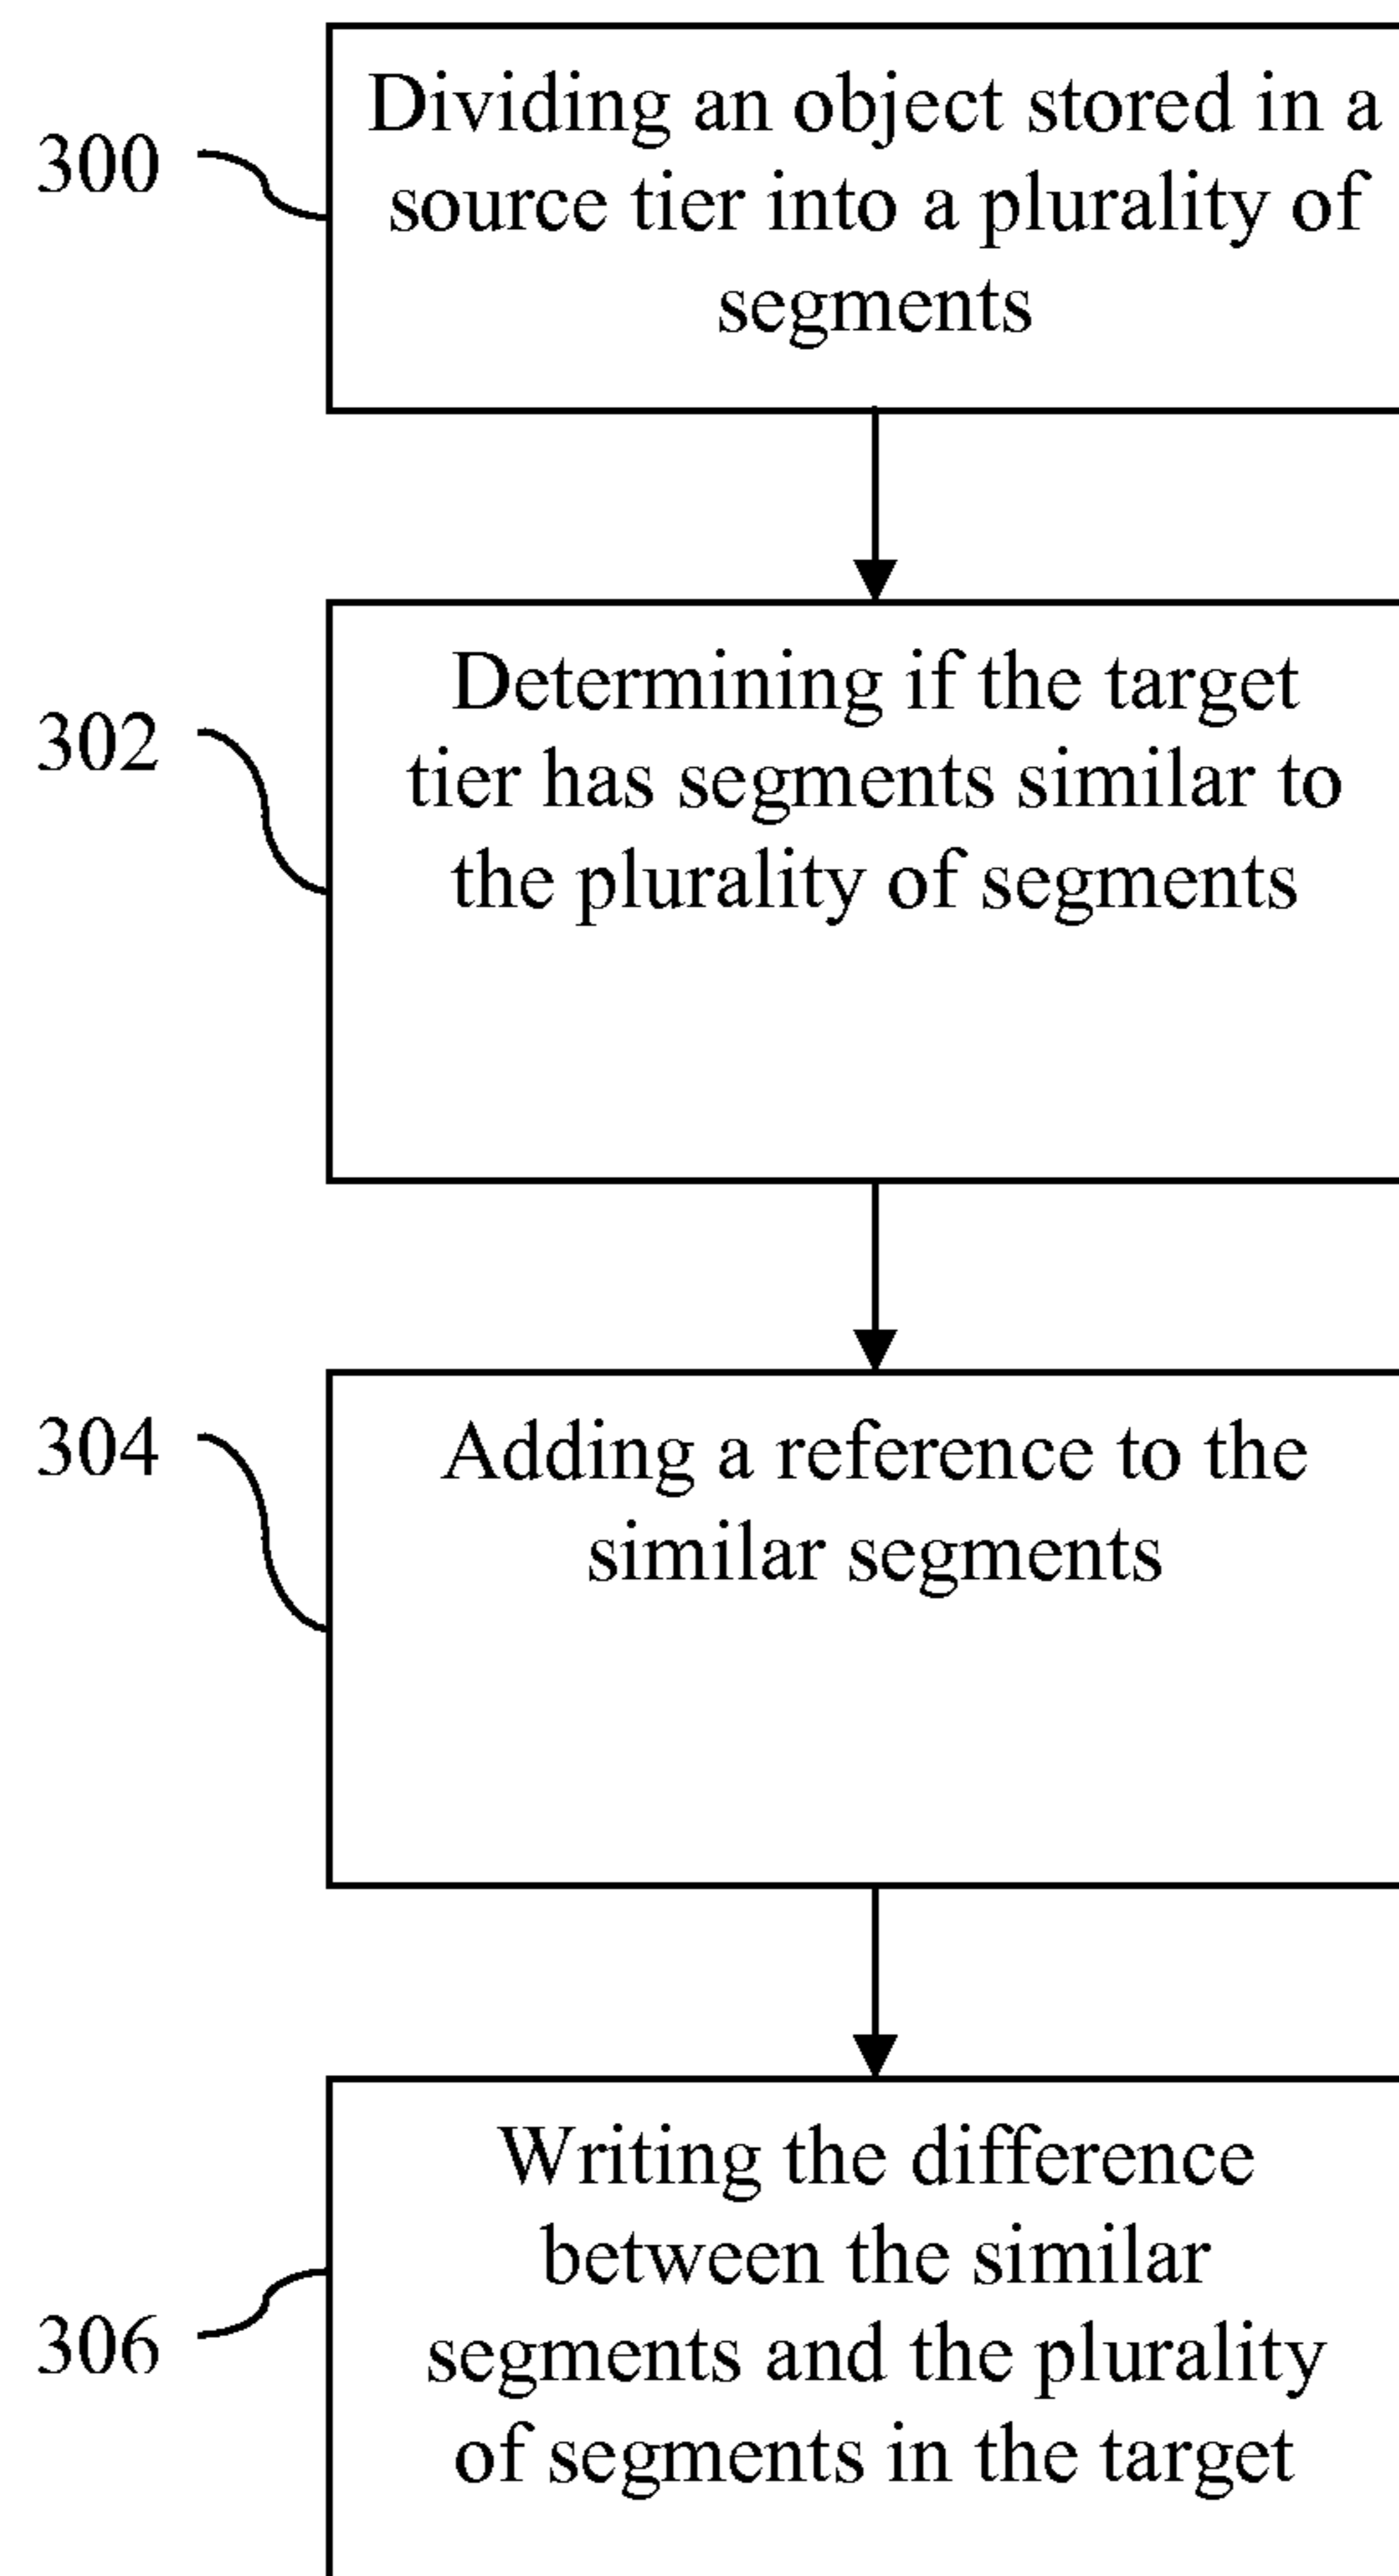 300
Dividing an object stored in a
source tier into a plurality of
segments
302
Determining if the target
tier has segments similar to
the plurality of segments
304
Adding a reference to the
similar segments
306
Writing the difference
between the similar
segments and the plurality
of segments in the target